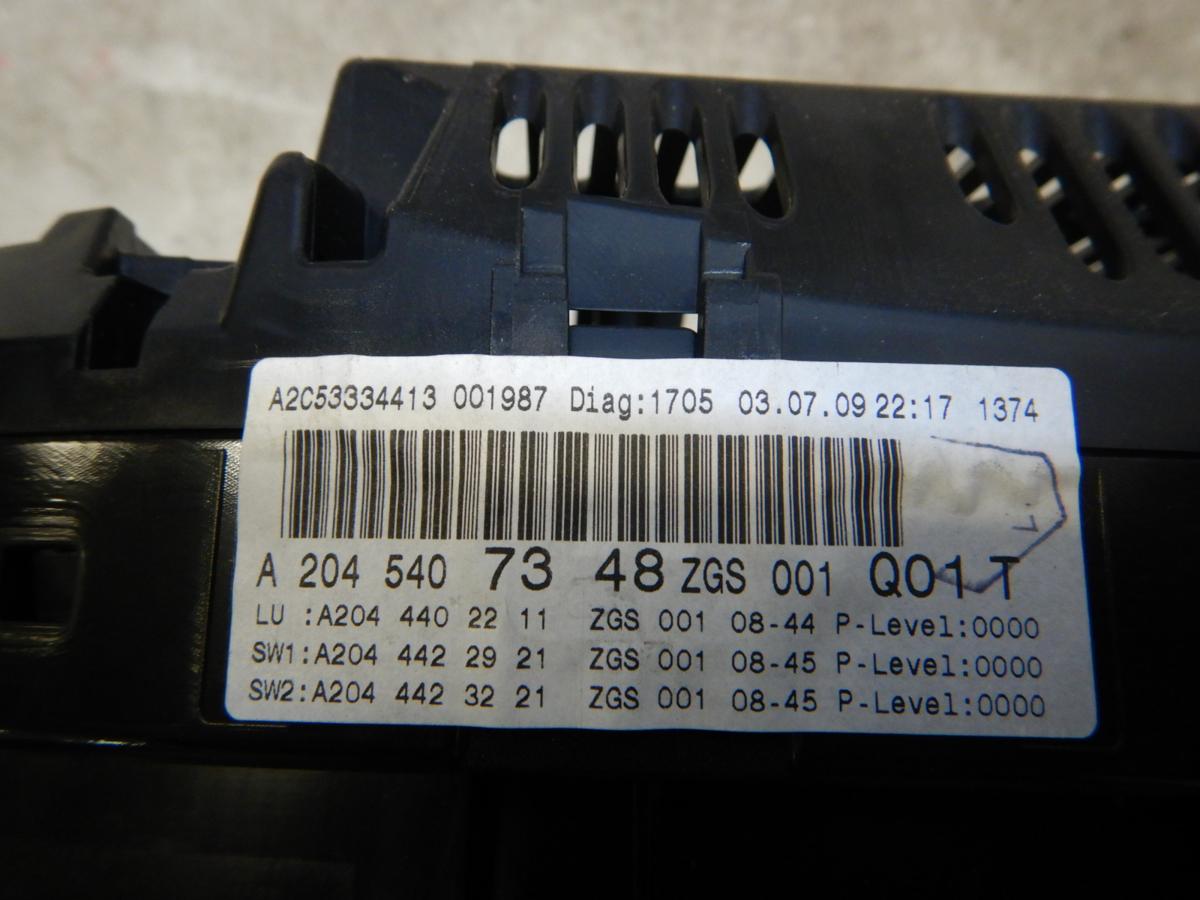 A2C53334413 001987 Diag:1705 03.07.09 22:17 1374
A 204 540 73 48 ZGS 001 Q01 T
LU :A204 440 22 11 ZGS 001 08-44 P-Level:0000
SW1:A204 442 29 21 ZGS 001 08-45 P-Level:0000
SW2:A204 442 32 21 ZGS 001 08-45 P-Level:0000